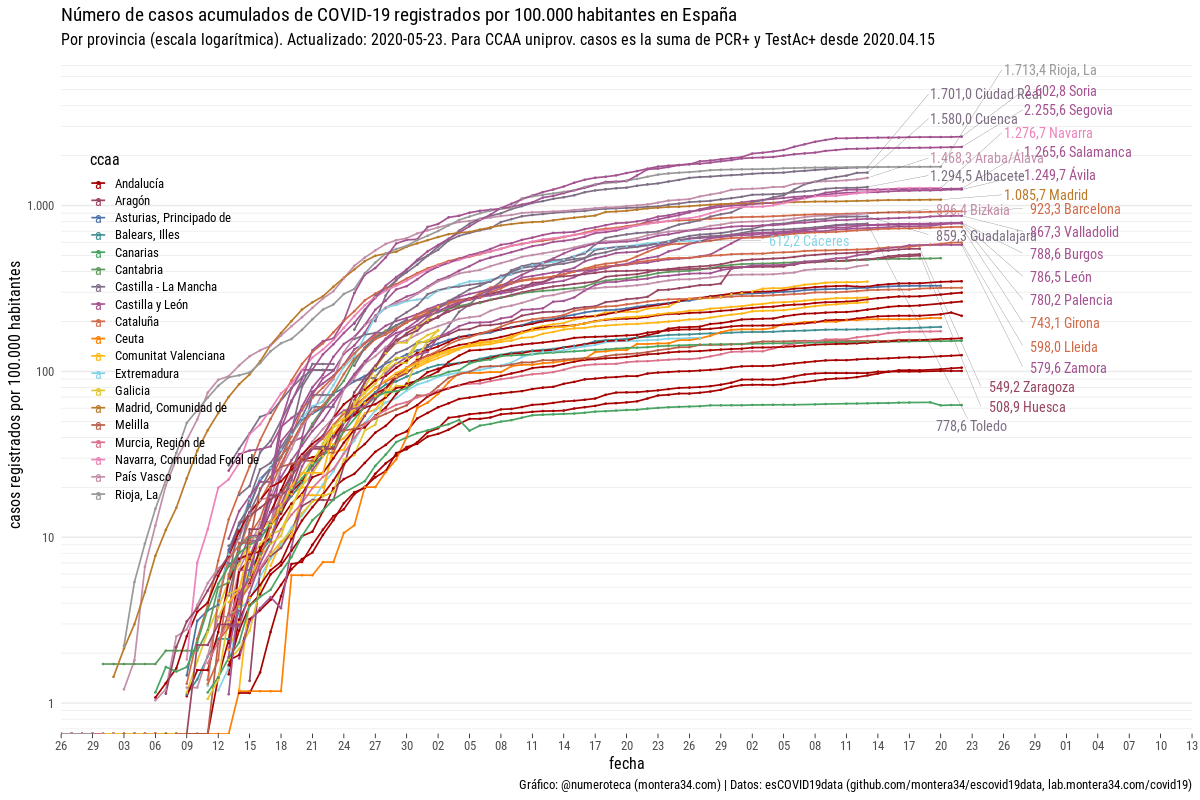 Número de casos acumulados de COVID-19 registrados por 100.000 habitantes en España
Por provincia (escala logarítmica). Actualizado: 2020-05-23. Para CCAA uniprov. casos es la suma de PCR+ y TestAc+ desde 2020.04.15
1.713,4 Rioja, La
1.701,0 Ciudad Real
2.602,8 Soria
2.255,6 Segovia
1.580,0 Cuenca
1.276,7 Navarra
1.468,3 Araba/Álava
1.265,6 Salamanca
1.294,5 Albacete
1.249,7 Ávila
1.085,7 Madrid
896,4 Bizkaia
923,3 Barcelona
867,3 Valladolid
859,3 Guadalajara
612,2 Cáceres
788,6 Burgos
786,5 León
780,2 Palencia
743,1 Girona
598,0 Lleida
579,6 Zamora
549,2 Zaragoza
508,9 Huesca
778,6 Toledo
ccaa
Andalucía
Aragón
Asturias, Principado de
Balears, Illes
Canarias
Cantabria
Castilla - La Mancha
Castilla y León
Cataluña
Ceuta
Comunitat Valenciana
Extremadura
Galicia
Madrid, Comunidad de
Melilla
Murcia, Región de
Navarra, Comunidad Foral de
País Vasco
Rioja, La
casos registrados por 100.000 habitantes
1.000
100
10
1
26 29 03 06 09 12 15 18 21 24 27 30 02 05 08 11 14 17 20 23 26 29 02 05 08 11 14 17 20 23 26 29 01 04 07 10 13
fecha
Gráfico: @numeroteca (montera34.com) | Datos: esCOVID19data (github.com/montera34/escovid19data, lab.montera34.com/covid19)